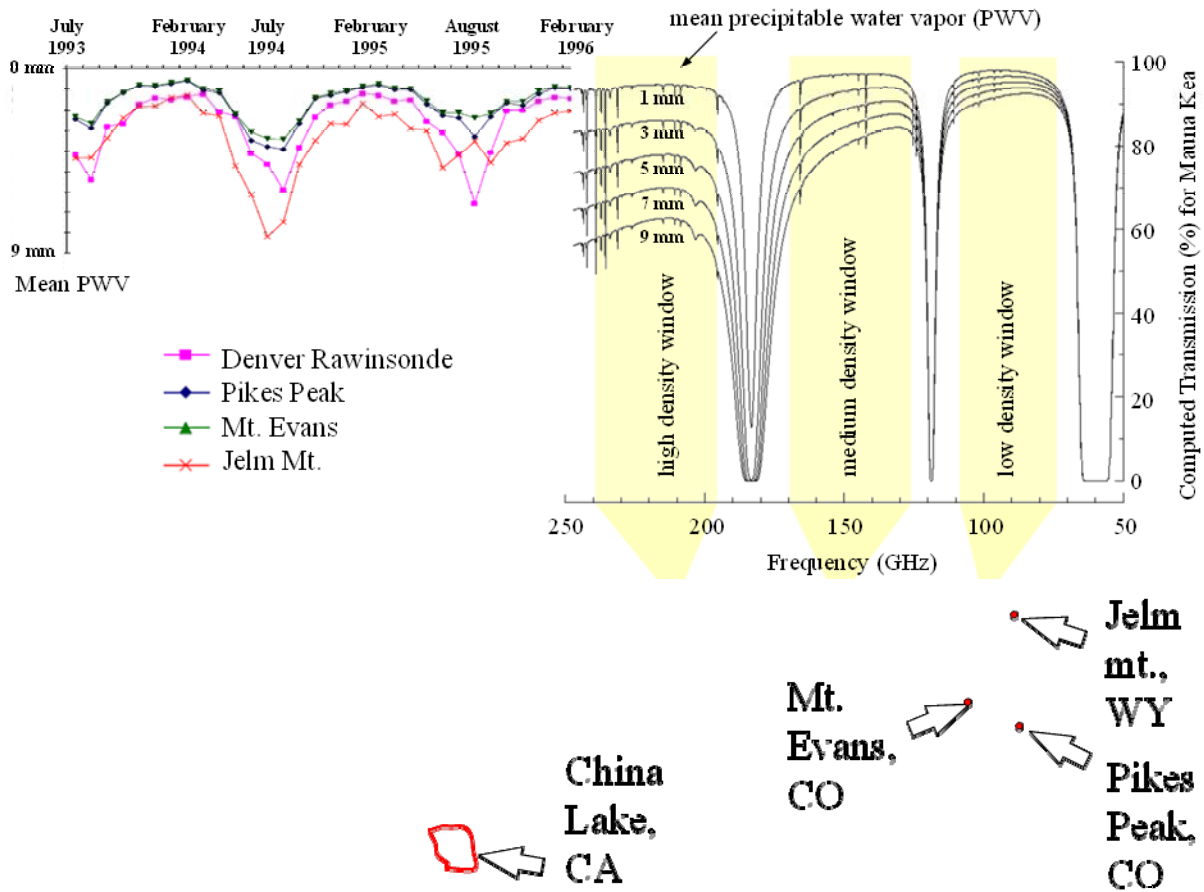 July
1993
February
1994
July
1994
February
1995
August
1995
February
1996
mean precipitable water vapor (PWV)
0 mm
9 mm
Mean PWV
1 mm
3 mm
5 mm
7 mm
9 mm
high density window
medium density window
low density window
100
80
60
40
20
0
Computed Transmission (%) for Mauna Kea
Denver Rawinsonde
Pikes Peak
Mt. Evans
Jelm Mt.
250
200
150
100
50
Frequency (GHz)
Jelm
mt.,
WY
Mt.
Evans,
CO
Pikes
Peak,
CO
China
Lake,
CA